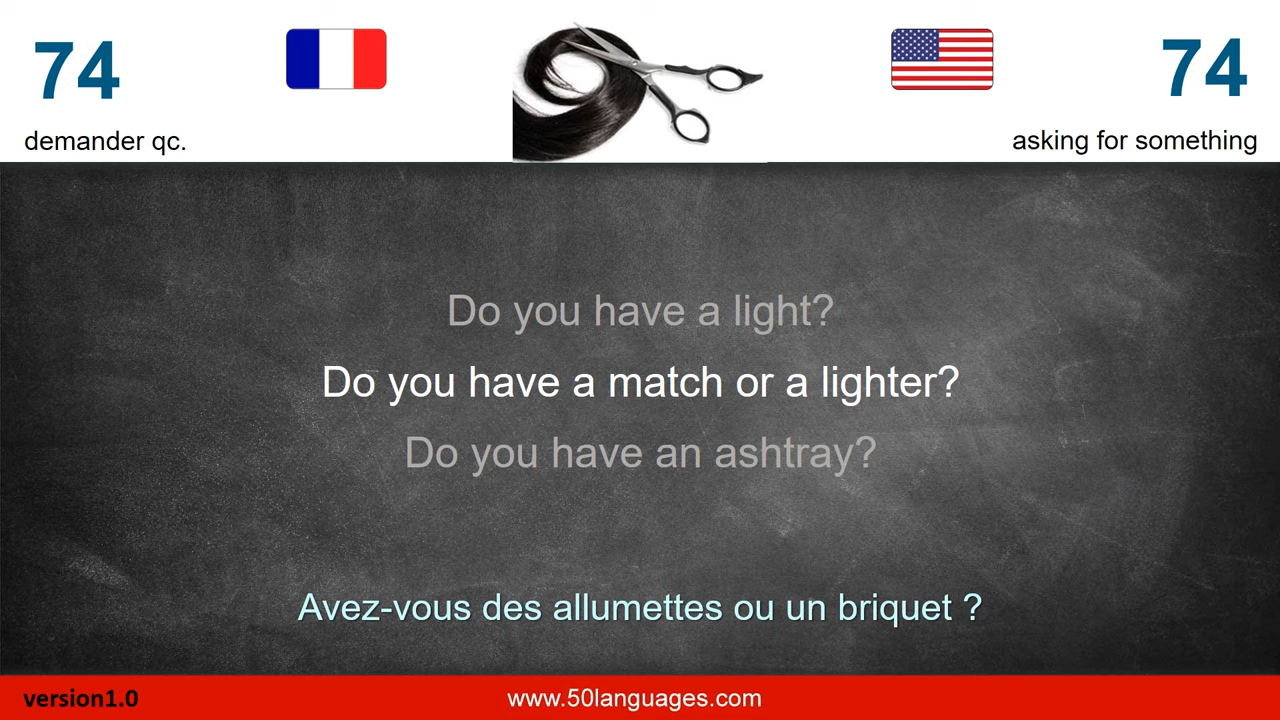 74
74
demander qc.
asking for something
Do you have a light?
Do you have a match or a lighter?
Do you have an ashtray?
Avez-vous des allumettes ou un briquet ?
version1.0
www.50languages.com